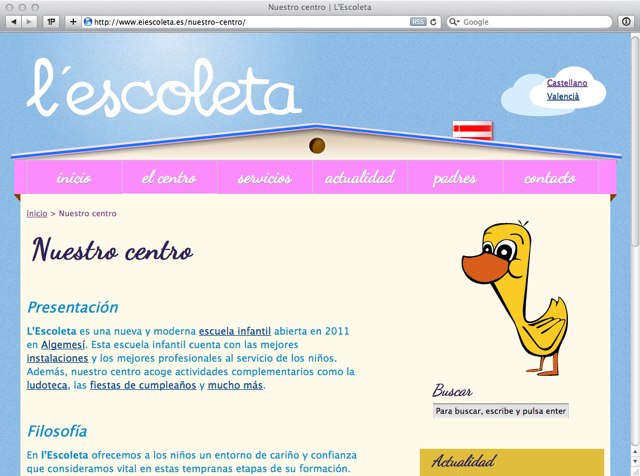 Nuestro centro | L'Escoleta
1P
http://www.eiescoleta.es/nuestro-centro/
RSS
Google
l'escoleta
Castellano
Valencià
inicio
el centro
servicios
actualidad
padres
contacto
Inicio > Nuestro centro
Nuestro centro
Presentación
L'Escoleta es una nueva y moderna escuela infantil abierta en 2011
en Algemesí. Esta escuela infantil cuenta con las mejores
instalaciones y los mejores profesionales al servicio de los niños.
Además, nuestro centro acoge actividades complementarios como la
ludoteca, las fiestas de cumpleaños y mucho más.
Filosofía
En l'Escoleta ofrecemos a los niños un entorno de cariño y confianza
que consideramos vital en estas tempranas etapas de su formación.
Buscar
Para buscar, escribe y pulsa enter
Actualidad